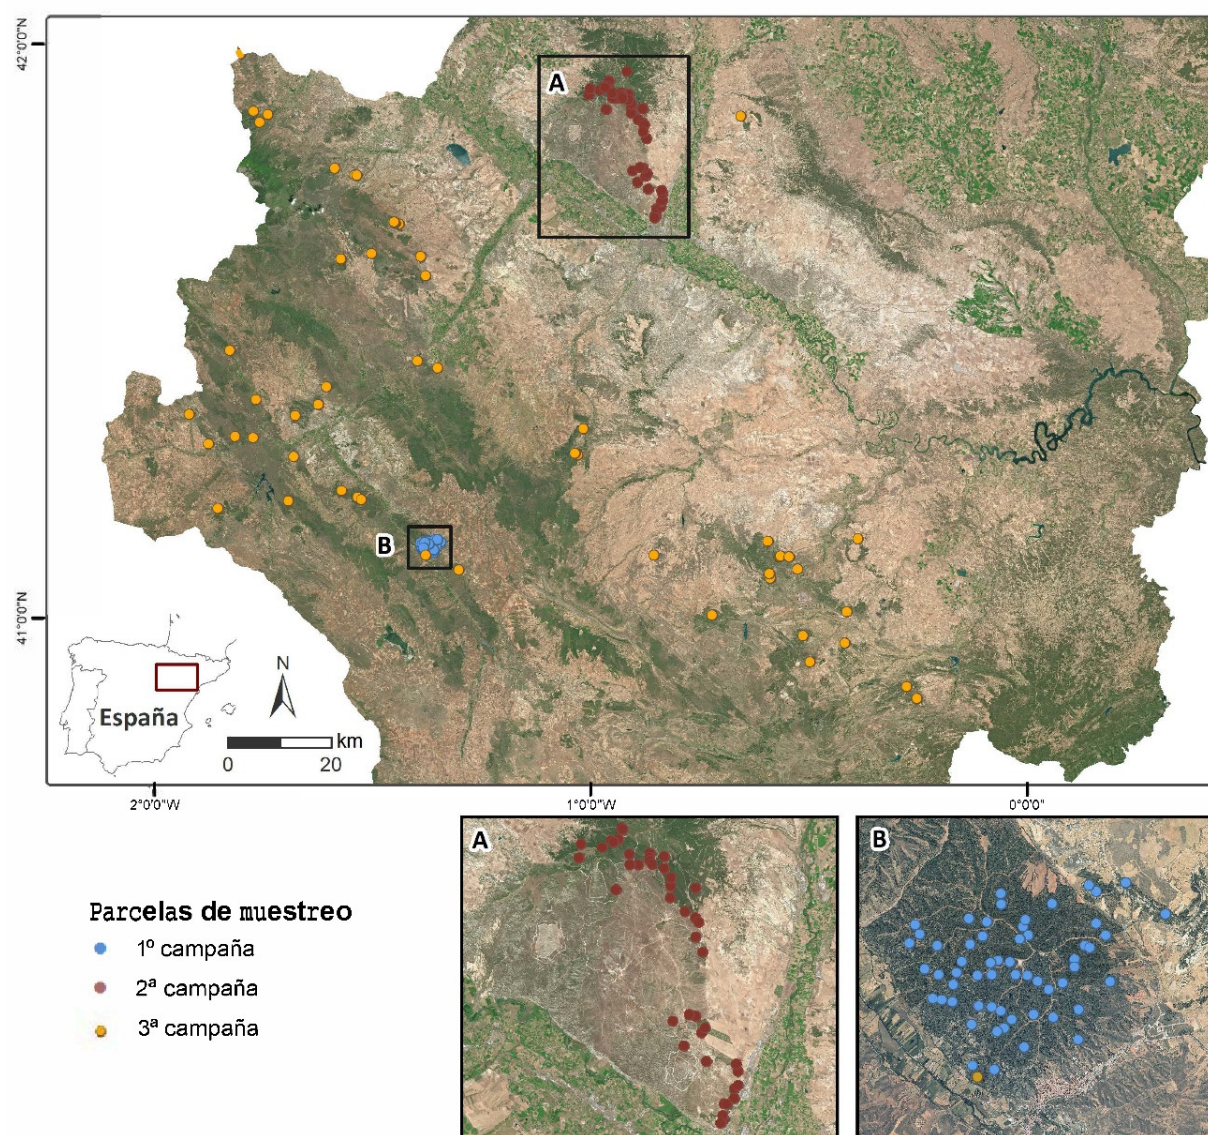 42°0'0"N
A
B
41°0'0"N
España
N
km
0 20
2°0'0"W 1°0'0"W 0°0'0"
A B
Parcelas de muestreo
1º campaña
2ª campaña
3ª campaña